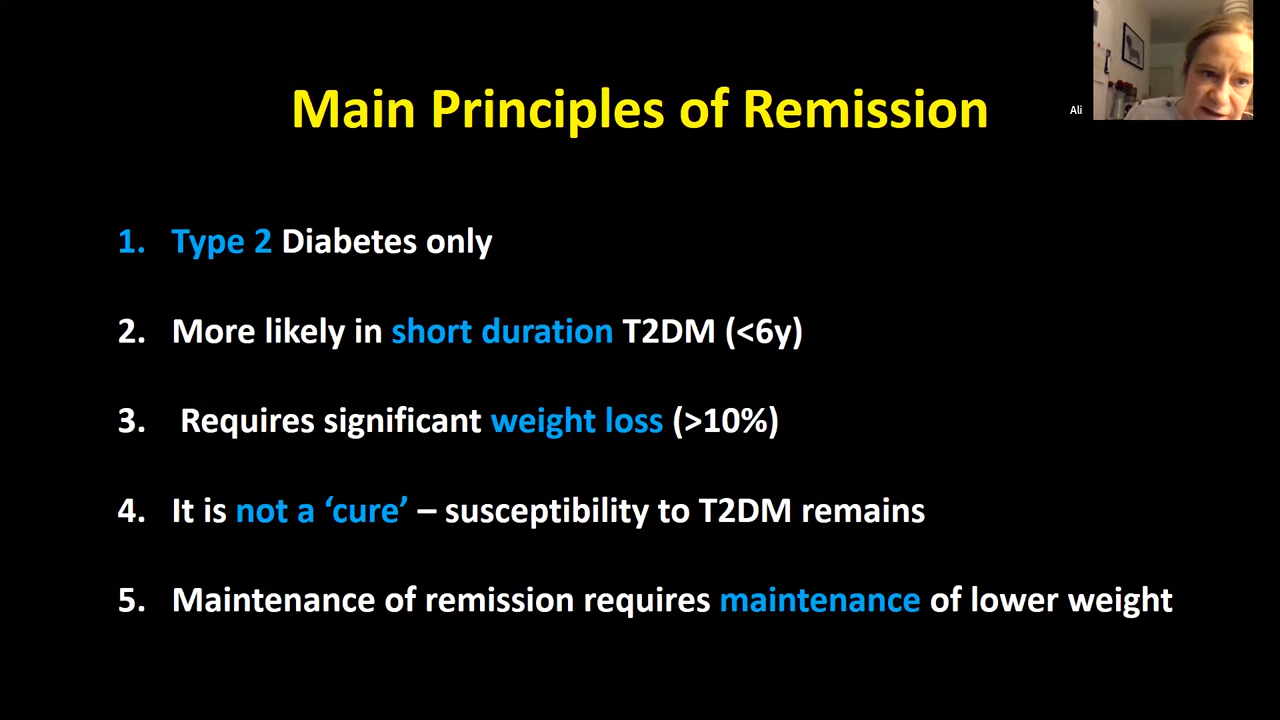 Main Principles of Remission
Ali
1. Type 2 Diabetes only
2. More likely in short duration T2DM (<6y)
3. Requires significant weight loss (>10%)
4. It is not a ‘cure’ – susceptibility to T2DM remains
5. Maintenance of remission requires maintenance of lower weight